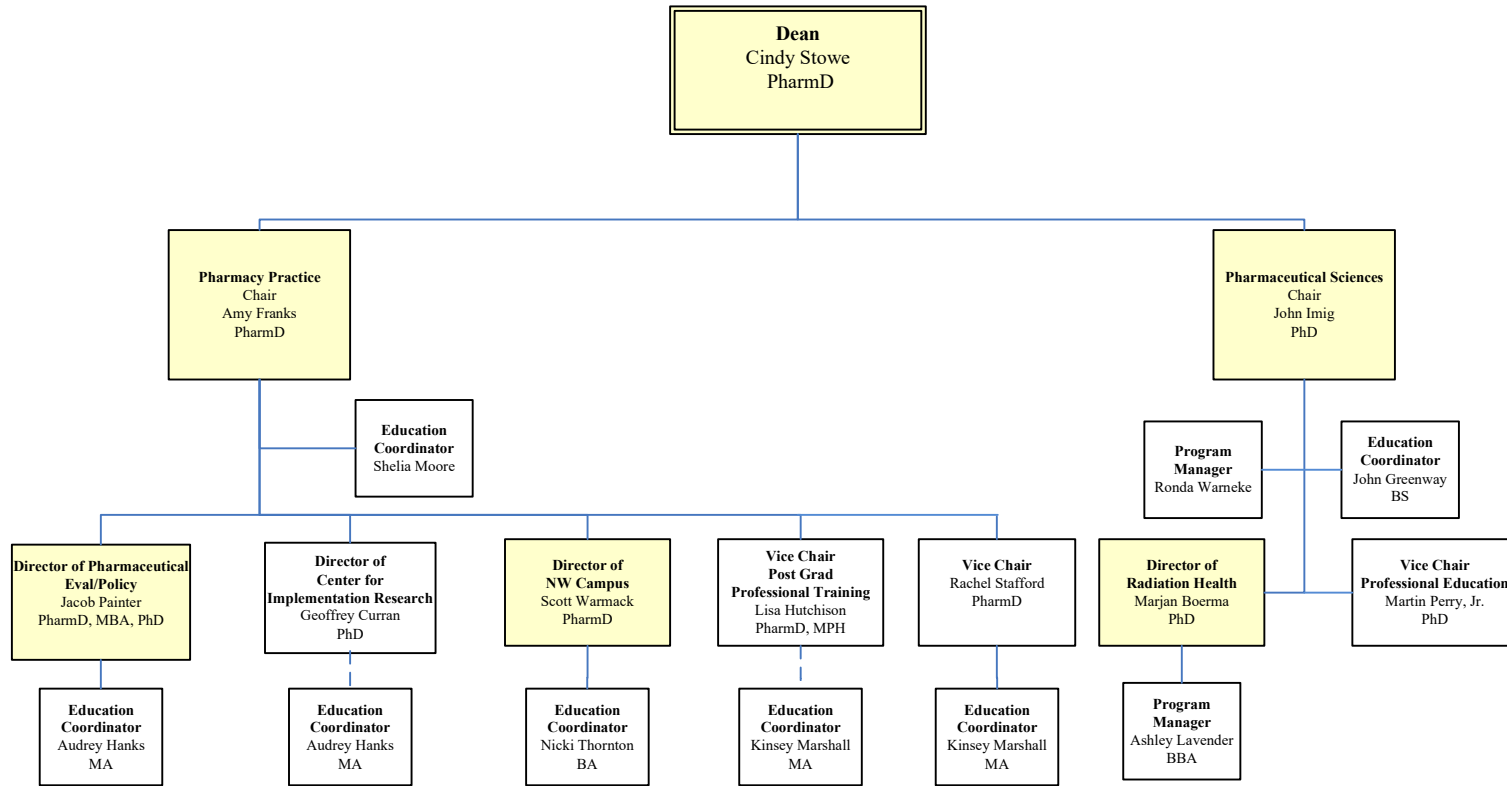 Dean
Cindy Stowe
PharmD
Pharmacy Practice
Chair
Amy Franks
PharmD
Pharmaceutical Sciences
Chair
John Imig
PhD
Education
Coordinator
Shelia Moore
Program
Manager
Ronda Warneke
Education
Coordinator
John Greenway
BS
Director of Pharmaceutical
Eval/Policy
Jacob Painter
PharmD, MBA, PhD
Director of
Center for
Implementation Research
Geoffrey Curran
PhD
Director of
NW Campus
Scott Warmack
PharmD
Vice Chair
Post Grad
Professional Training
Lisa Hutchison
PharmD, MPH
Vice Chair
Rachel Stafford
PharmD
Director of
Radiation Health
Marjan Boerma
PhD
Vice Chair
Professional Education
Martin Perry, Jr.
PhD
Education
Coordinator
Audrey Hanks
MA
Education
Coordinator
Audrey Hanks
MA
Education
Coordinator
Nicki Thornton
BA
Education
Coordinator
Kinsey Marshall
MA
Education
Coordinator
Kinsey Marshall
MA
Program
Manager
Ashley Lavender
BBA